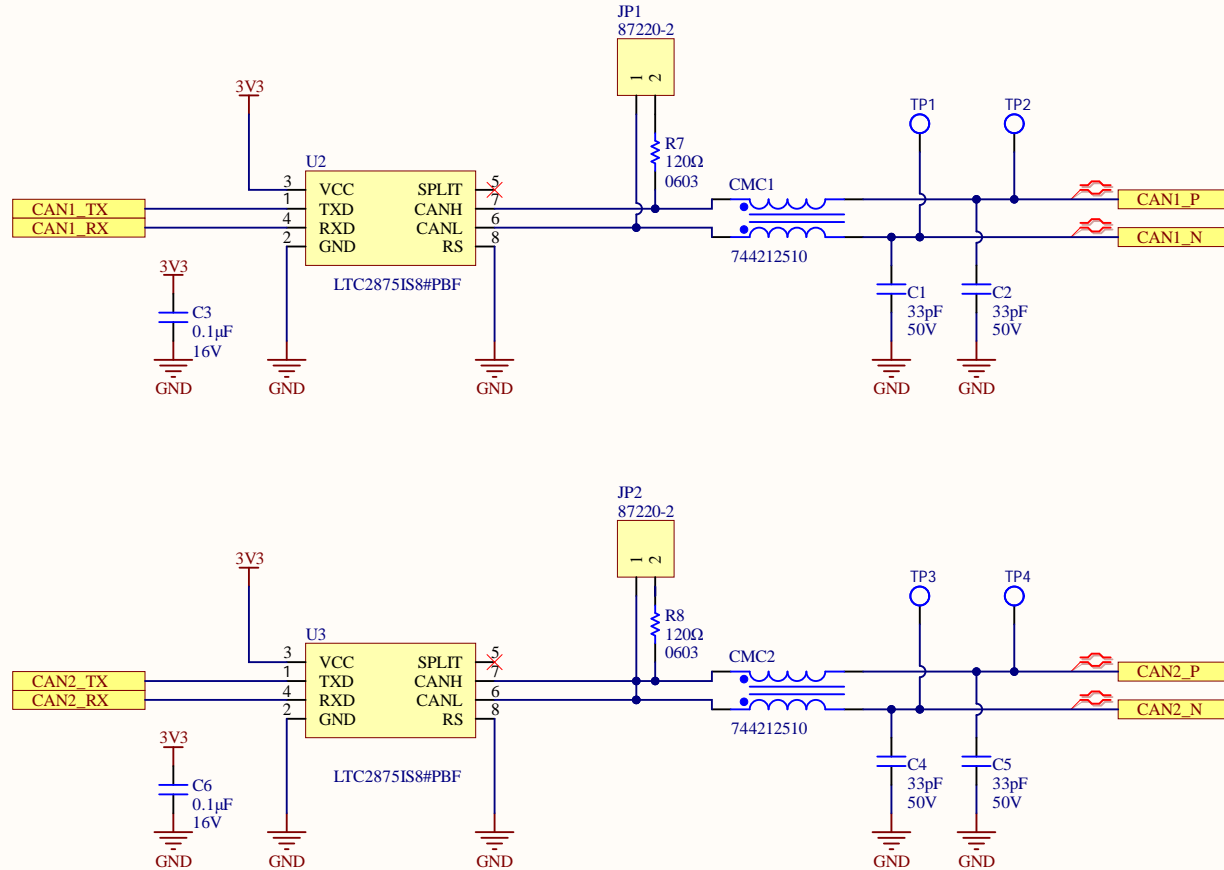 JP1
87220-2
1
2
3V3
TP1
TP2
R7
120Ω
0603
U2
3
VCC
SPLIT
5
CMC1
CAN1_TX
1
TXD
CANH
7
CAN1_P
CAN1_RX
4
RXD
CANL
6
CAN1_N
2
GND
RS
8
744212510
3V3
LTC2875IS8#PBF
C3
0.1µF
16V
C1
33pF
50V
C2
33pF
50V
GND
GND
GND
GND
GND
JP2
87220-2
1
2
3V3
TP3
TP4
R8
120Ω
0603
U3
3
VCC
SPLIT
5
CMC2
CAN2_TX
1
TXD
CANH
7
CAN2_P
CAN2_RX
4
RXD
CANL
6
CAN2_N
2
GND
RS
8
744212510
3V3
LTC2875IS8#PBF
C6
0.1µF
16V
C4
33pF
50V
C5
33pF
50V
GND
GND
GND
GND
GND